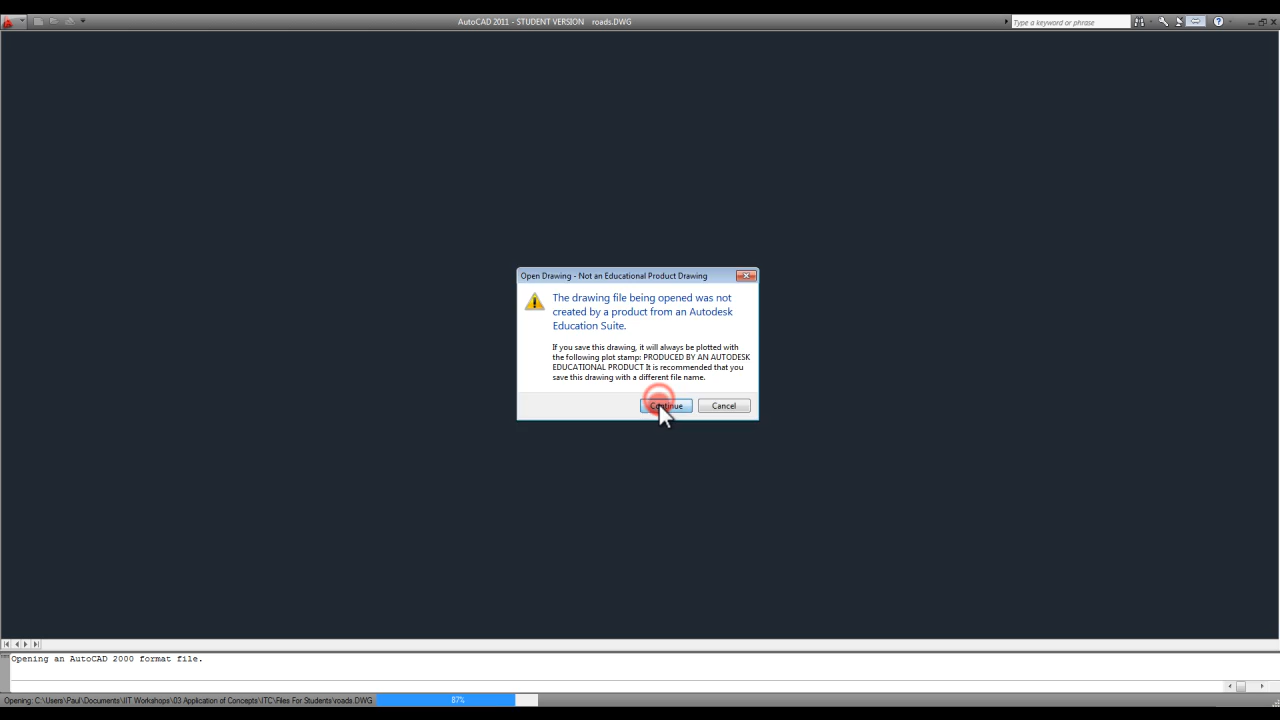 AutoCAD 2011 - STUDENT VERSION roads.DWG
Type a keyword or phrase
Open Drawing - Not an Educational Product Drawing
The drawing file being opened was not
created by a product from an Autodesk
Education Suite.
If you save this drawing, it will always be plotted with
the following plot stamp: PRODUCED BY AN AUTODESK
EDUCATIONAL PRODUCT It is recommended that you
save this drawing with a different file name.
Continue Cancel
Opening an AutoCAD 2000 format file.
Opening: C:\Users\Paul\Documents\IIT Workshops\03 Application of Concepts\ITC\Files For Students\roads.DWG 87%